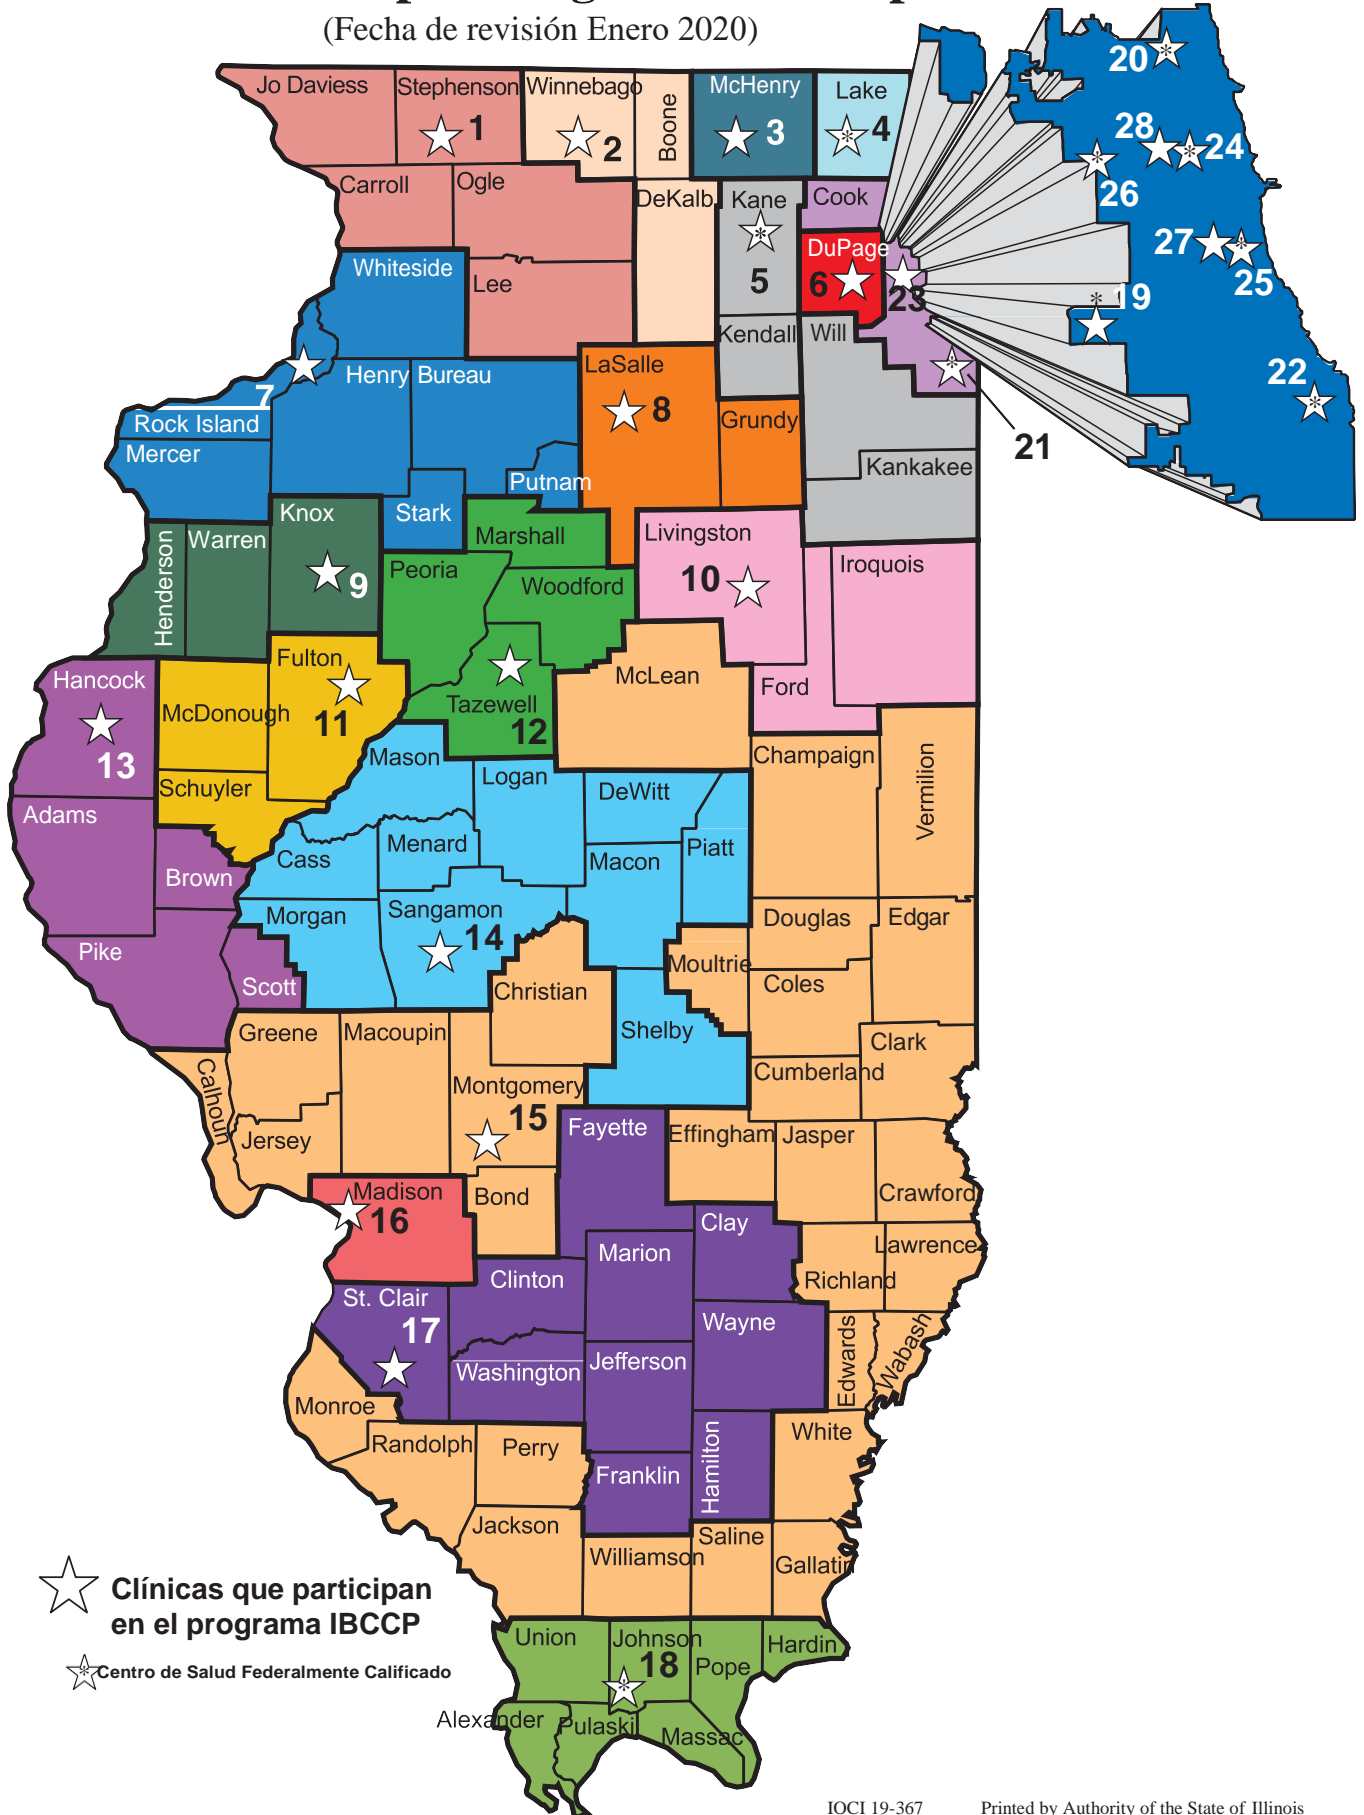 (Fecha de revisión Enero 2020)
Jo Daviess
Stephenson
1
Winnebago
2
Boone
McHenry
3
Lake
4
Carroll
Ogle
DeKalb
Kane
5
Cook
DuPage
6
23
Whiteside
Lee
Kendall
Will
7
Rock Island
Henry
Bureau
LaSalle
8
Grundy
21
Mercer
Putnam
Stark
Kankakee
20
28
24
26
27
25
19
22
Henderson
Warren
Knox
9
Marshall
Peoria
Woodford
Livingston
10
Iroquois
Hancock
13
McDonough
Fulton
11
Tazewell
12
McLean
Ford
Schuyler
Mason
Logan
DeWitt
Champaign
Vermilion
Adams
Brown
Cass
Menard
Macon
Piatt
Morgan
Sangamon
14
Douglas
Edgar
Pike
Scott
Christian
Moultrie
Coles
Greene
Macoupin
Shelby
Clark
Calhoun
Montgomery
15
Cumberland
Jersey
Fayette
Effingham
Jasper
Madison
16
Bond
Clay
Crawford
Marion
Lawrence
Richland
St. Clair
17
Clinton
Wayne
Washington
Jefferson
Edwards
Wabash
Monroe
Randolph
Perry
Franklin
Hamilton
White
Jackson
Williamson
Saline
Gallatin
Union
Johnson
18
Pope
Hardin
Alexander
Pulaski
Massac
Clínicas que participan
en el programa IBCCP
Centro de Salud Federalmente Calificado
IOCI 19-367 Printed by Authority of the State of Illinois